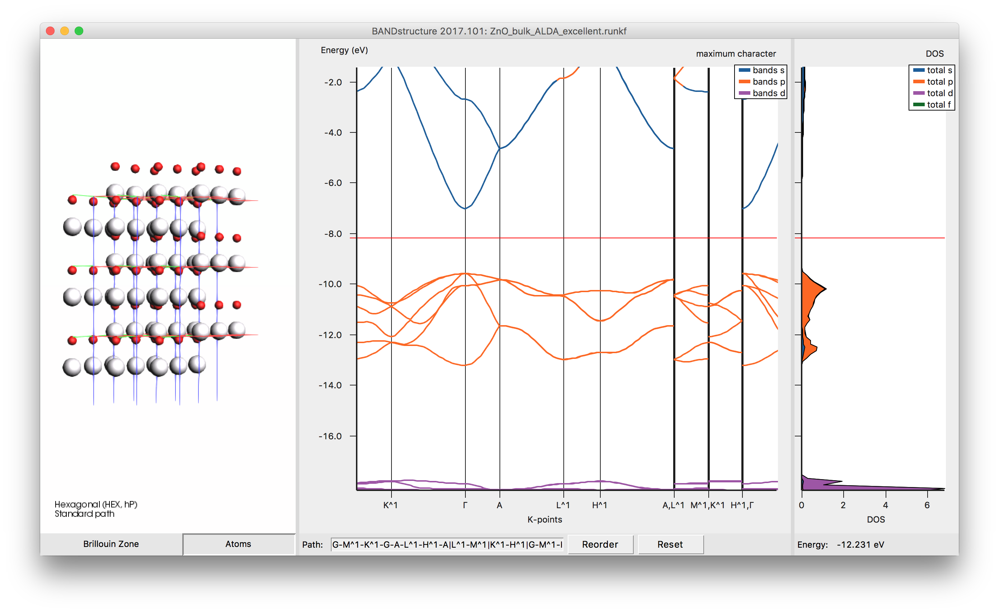 BANDstructure 2017.101: ZnO_bulk_ALDA_excellent.runkf
Energy (eV)
maximum character
bands s
bands p
bands d
-2.0
-4.0
-6.0
-8.0
-10.0
-12.0
-14.0
-16.0
K^1 Γ A L^1 H^1 A,L^1 M^1,K^1 H^1,Γ
K-points
DOS
total s
total p
total d
total f
0 2 4 6
DOS
Hexagonal (HEX, hP)
Standard path
Brillouin Zone
Atoms
Path: G-M^1-K^1-G-A-L^1-H^1-A|L^1-M^1|K^1-H^1|G-M^1-
Reorder
Reset
Energy: -12.231 eV